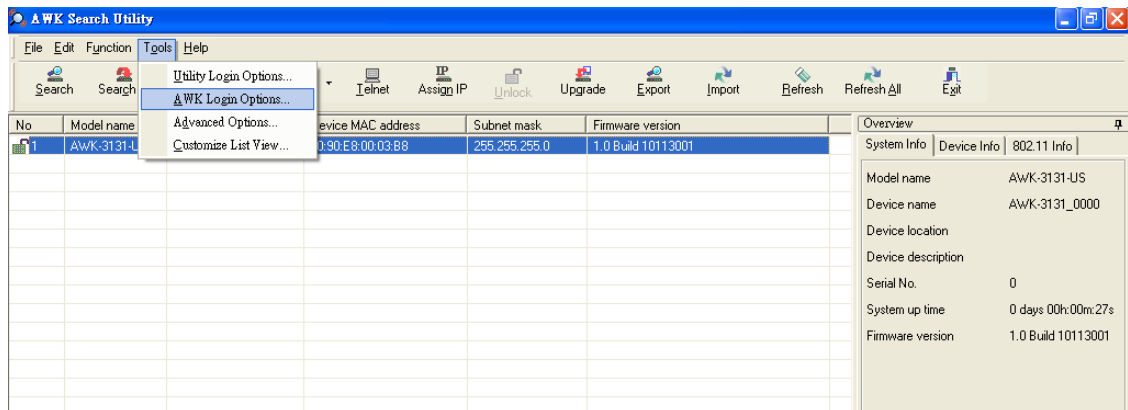 AWK Search Utility
File Edit Function Tools Help
Search Search Telnet Assign IP Unlock Upgrade Export Import Refresh Refresh All Exit
Utility Login Options...
AWK Login Options...
Advanced Options...
Customize List View...
No Model name evice MAC address Subnet mask Firmware version
1 AWK-3131-U 0:90:E8:00:03:B8 255.255.255.0 1.0 Build 10113001
Overview
System Info Device Info 802.11 Info
Model name AWK-3131-US
Device name AWK-3131_0000
Device location
Device description
Serial No. 0
System up time 0 days 00h:00m:27s
Firmware version 1.0 Build 10113001